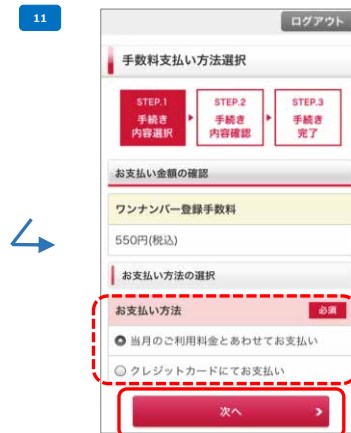 11
ログアウト
手数料支払い方法選択
STEP.1
手続き
内容選択
STEP.2
手続き
内容確認
STEP.3
手続き
完了
お支払い金額の確認
ワンナンバー登録手数料
550円(税込)
お支払い方法の選択
お支払い方法
必須
当月のご利用料金とあわせてお支払い
クレジットカードにてお支払い
次へ